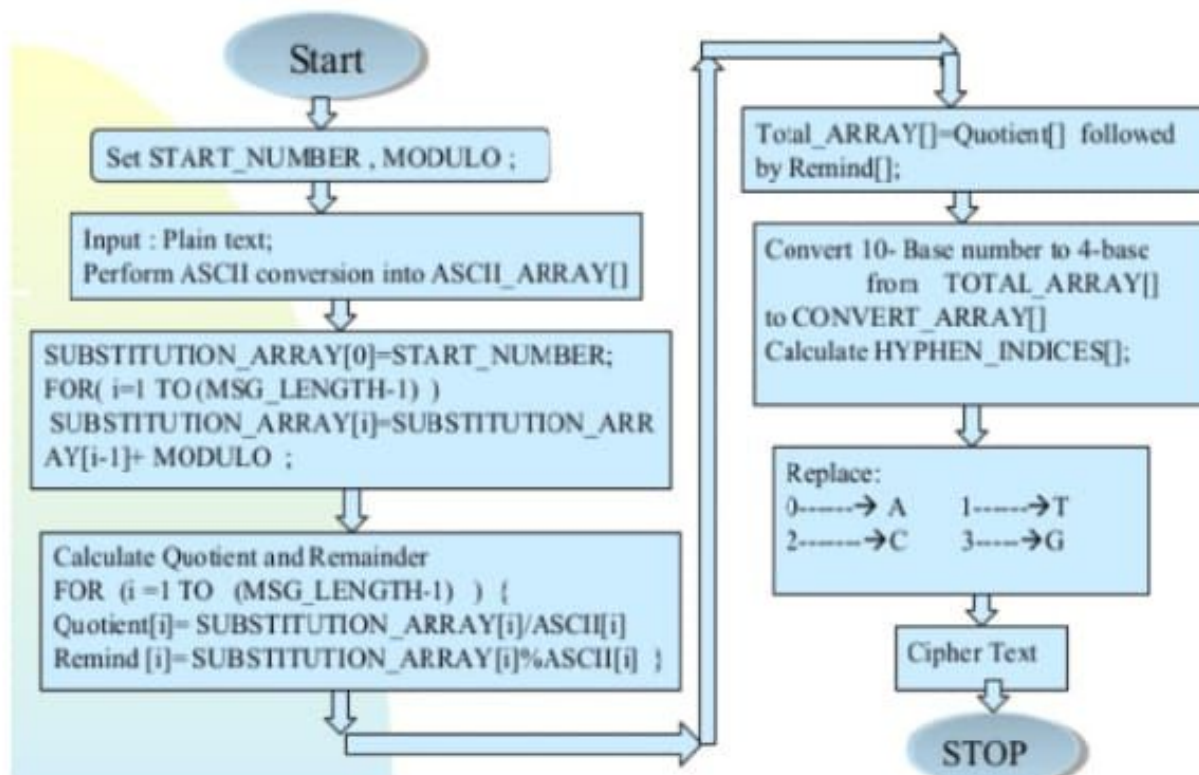 Start
Set START_NUMBER , MODULO ;
Input : Plain text;
Perform ASCII conversion into ASCII_ARRAY[]
SUBSTITUTION_ARRAY[0]=START_NUMBER;
FOR( i=1 TO (MSG_LENGTH-1) )
SUBSTITUTION_ARRAY[i]=SUBSTITUTION_ARR
AY[i-1]+ MODULO ;
Calculate Quotient and Remainder
FOR (i =1 TO (MSG_LENGTH-1) ) {
Quotient[i]= SUBSTITUTION_ARRAY[i]/ASCII[i]
Remind [i]= SUBSTITUTION_ARRAY[i]%ASCII[i] }
Total_ARRAY[]=Quotient[] followed
by Remind[];
Convert 10- Base number to 4-base
from TOTAL_ARRAY[]
to CONVERT_ARRAY[]
Calculate HYPHEN_INDICES[];
Replace:
0------→ A 1------→T
2-------→C 3-----→G
Cipher Text
STOP